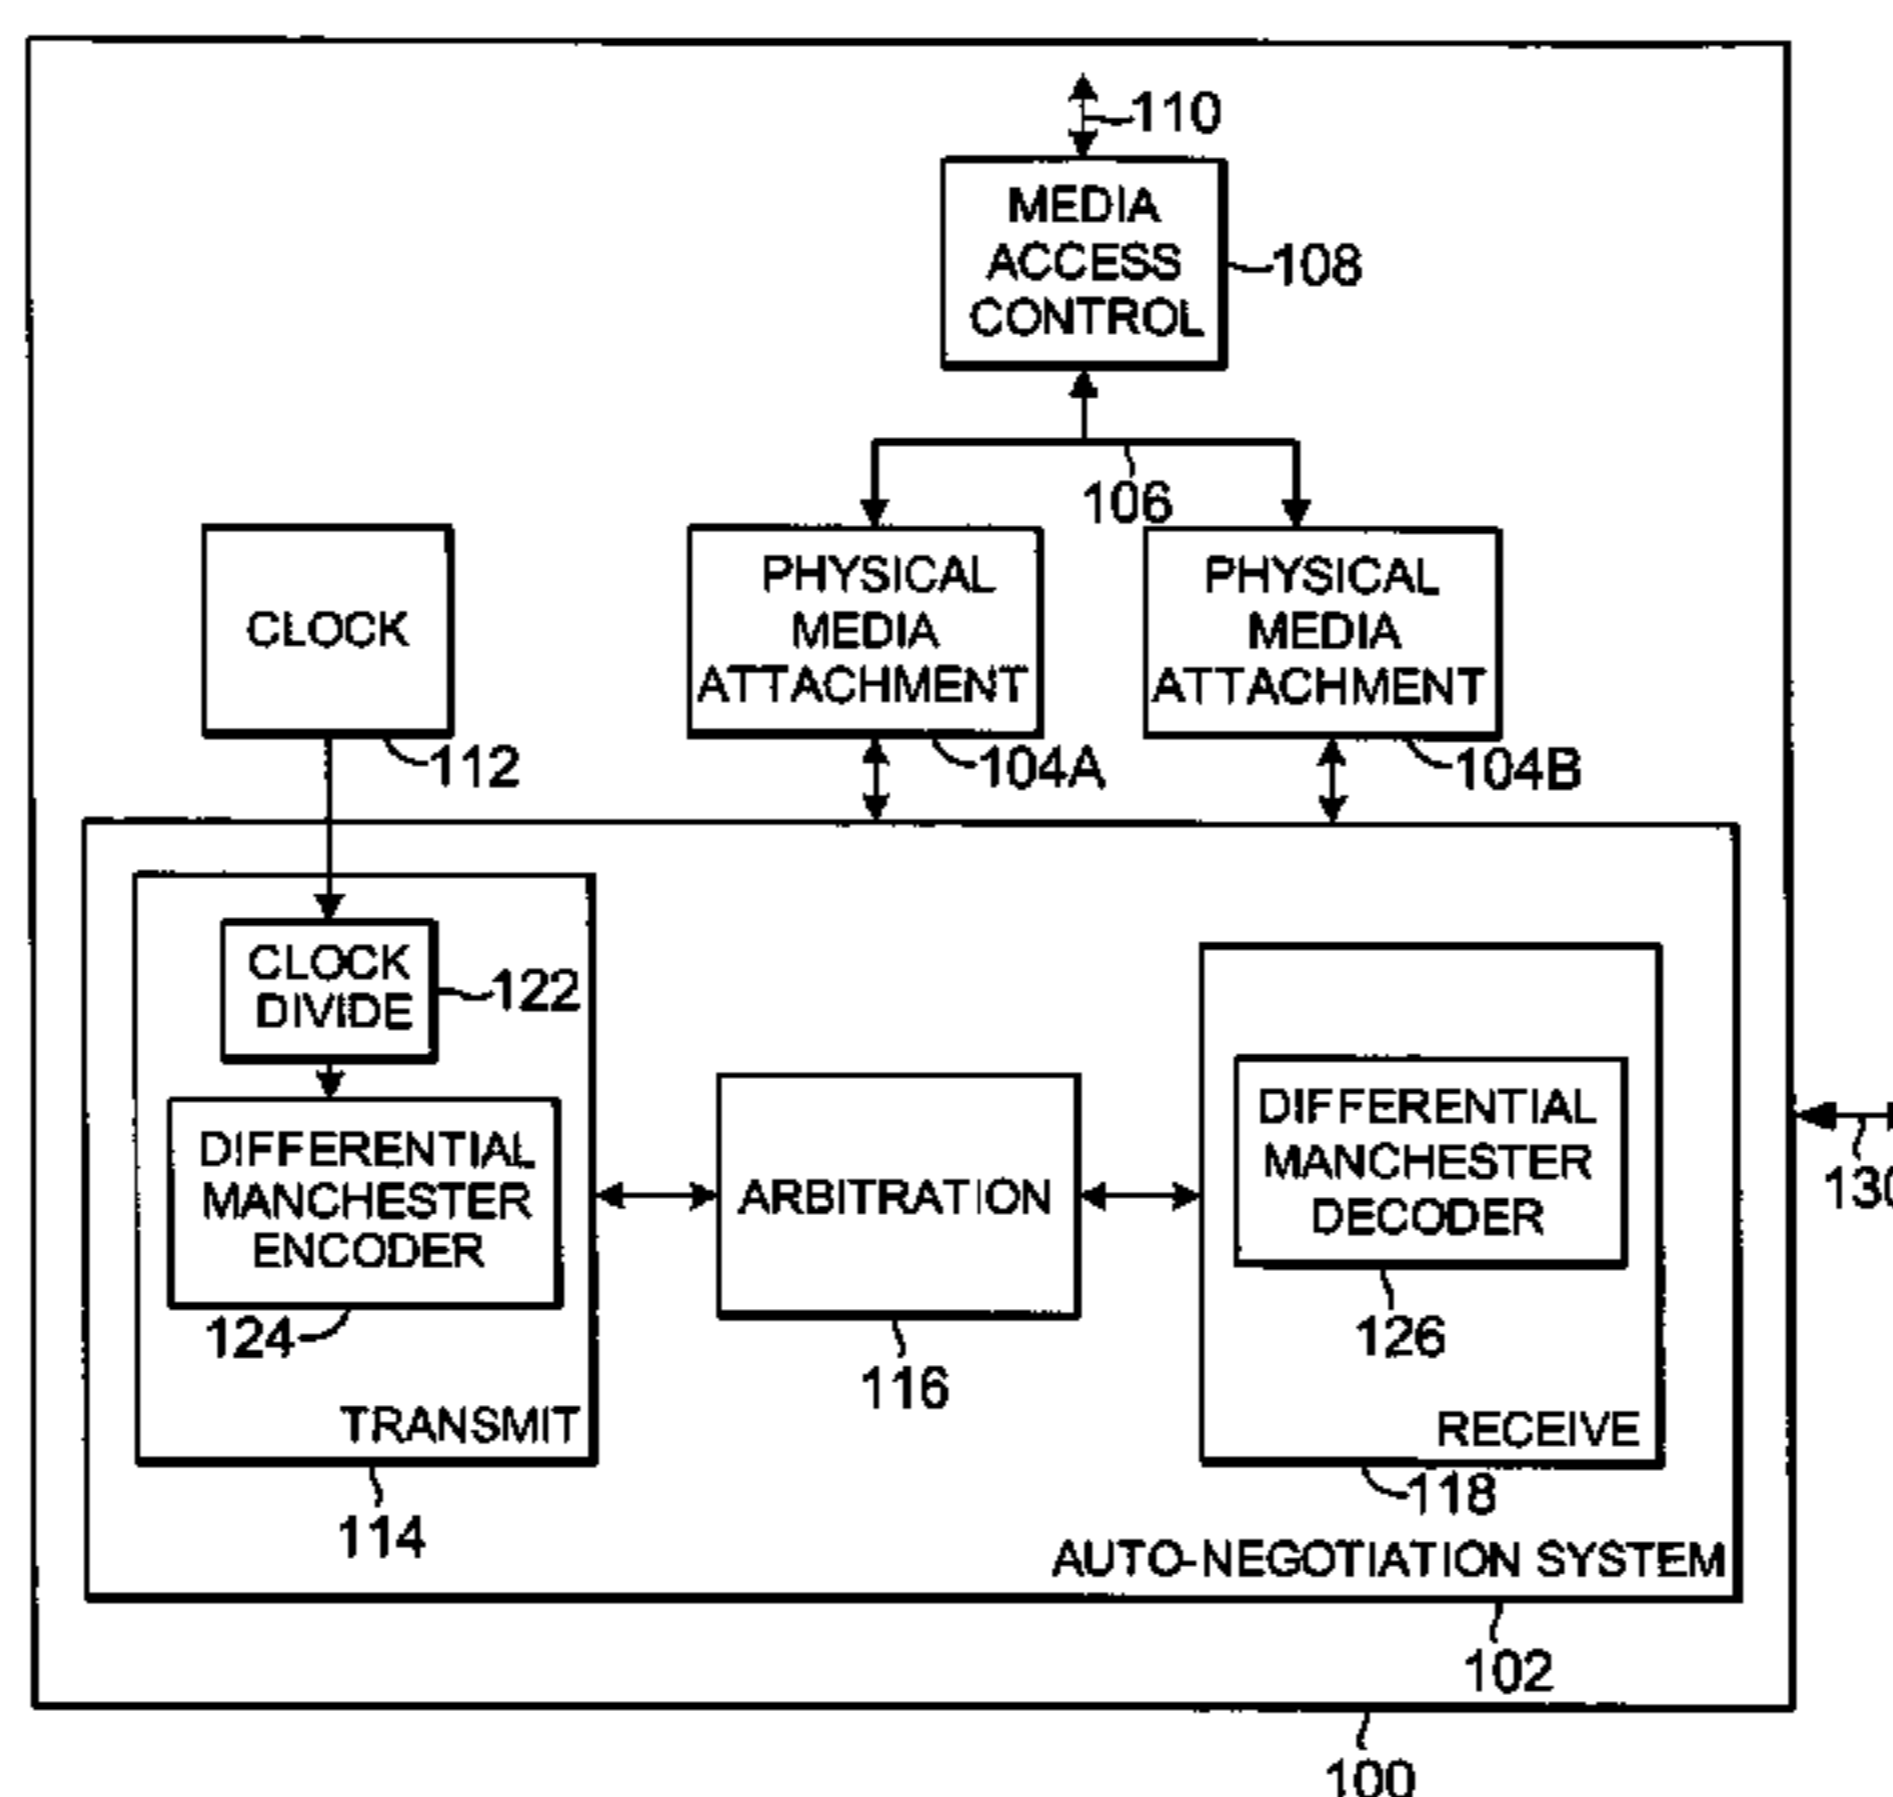 110
MEDIA
ACCESS
CONTROL
108
106
CLOCK
112
PHYSICAL
MEDIA
ATTACHMENT
104A
PHYSICAL
MEDIA
ATTACHMENT
104B
CLOCK
DIVIDE
122
DIFFERENTIAL
MANCHESTER
ENCODER
124
TRANSMIT
114
ARBITRATION
116
DIFFERENTIAL
MANCHESTER
DECODER
126
RECEIVE
118
130
AUTO-NEGOTIATION SYSTEM
102
100